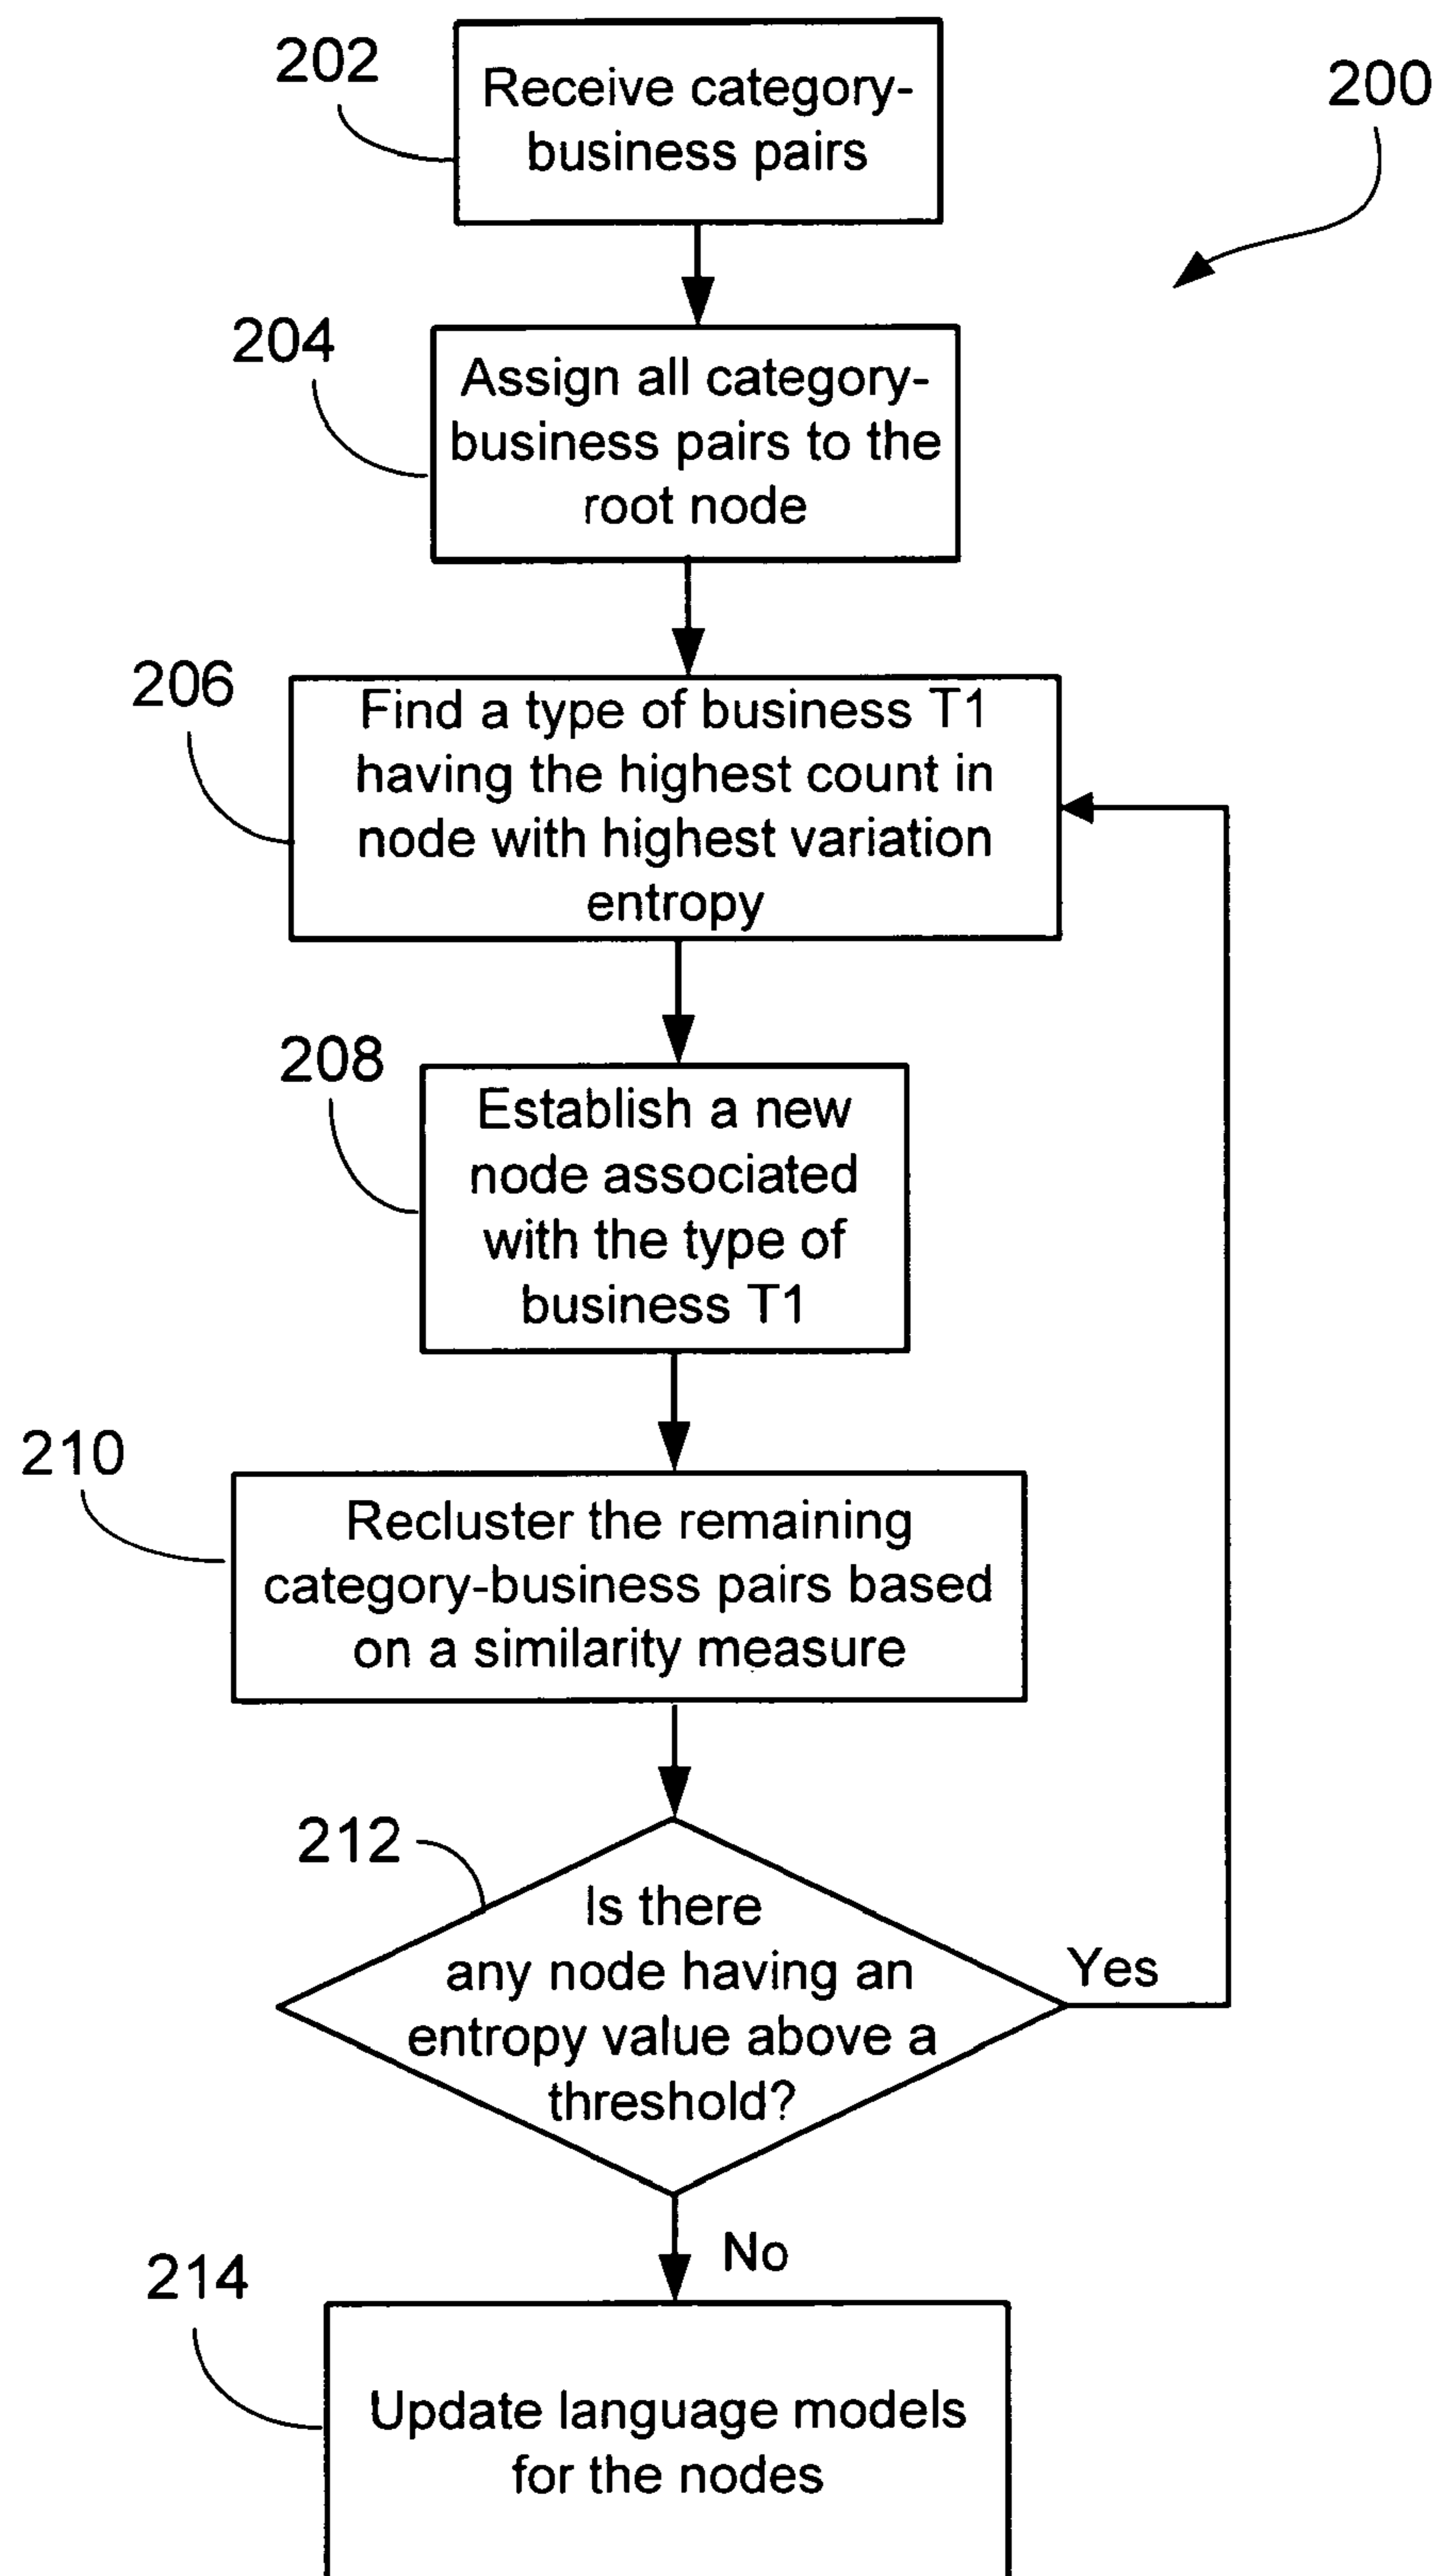 202
Receive category-
business pairs
200
204
Assign all category-
business pairs to the
root node
206
Find a type of business T1
having the highest count in
node with highest variation
entropy
208
Establish a new
node associated
with the type of
business T1
210
Recluster the remaining
category-business pairs based
on a similarity measure
212
Is there
any node having an
entropy value above a
threshold?
Yes
No
214
Update language models
for the nodes